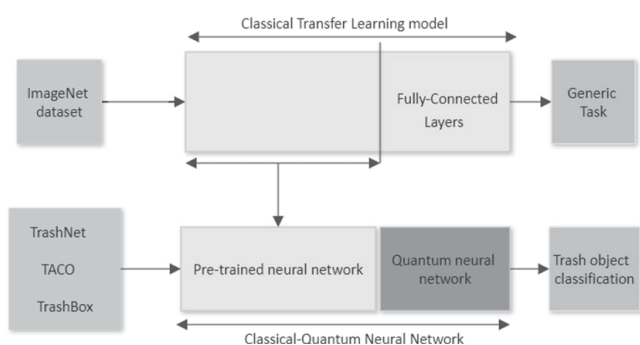 Classical Transfer Learning model
ImageNet
dataset
Fully-Connected
Layers
Generic
Task
TrashNet
TACO
TrashBox
Pre-trained neural network
Quantum neural
network
Trash object
classification
Classical-Quantum Neural Network